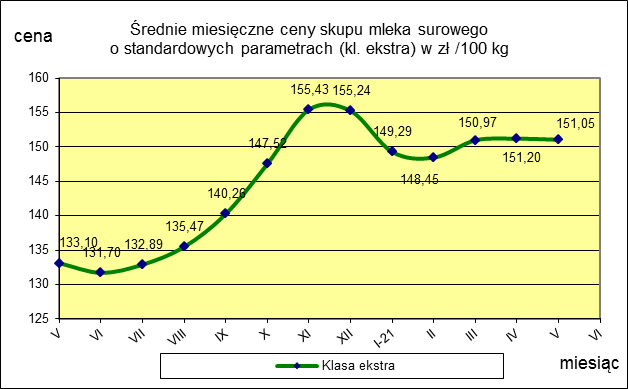 Średnie miesięczne ceny skupu mleka surowego
o standardowych parametrach (kl. ekstra) w zł /100 kg
cena
160
155
150
145
140
135
130
125
133,10
131,70
132,89
135,47
140,26
147,52
155,43
155,24
149,29
148,45
150,97
151,20
151,05
V
VI
VII
VIII
IX
X
XI
XII
I-21
II
III
IV
V
VI
miesiąc
Klasa ekstra